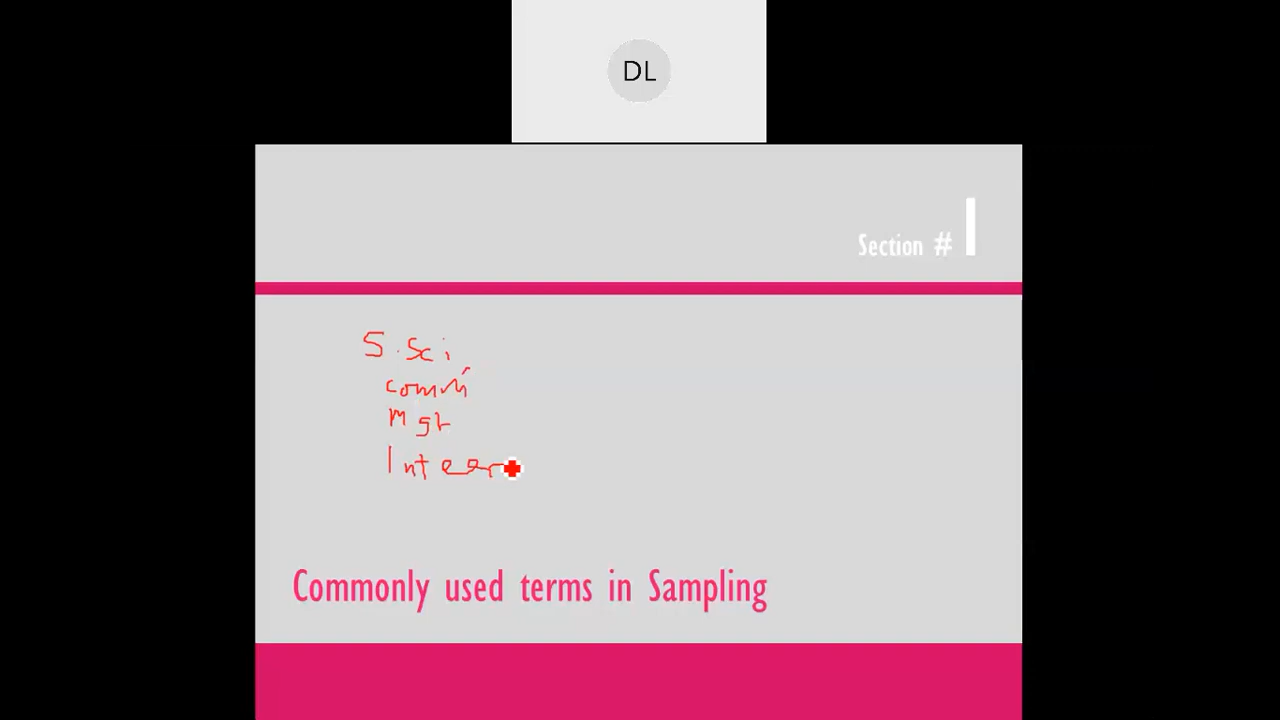 DL
Section # 1
S.Sci
comm
Mgt
Commonly used terms in Sampling